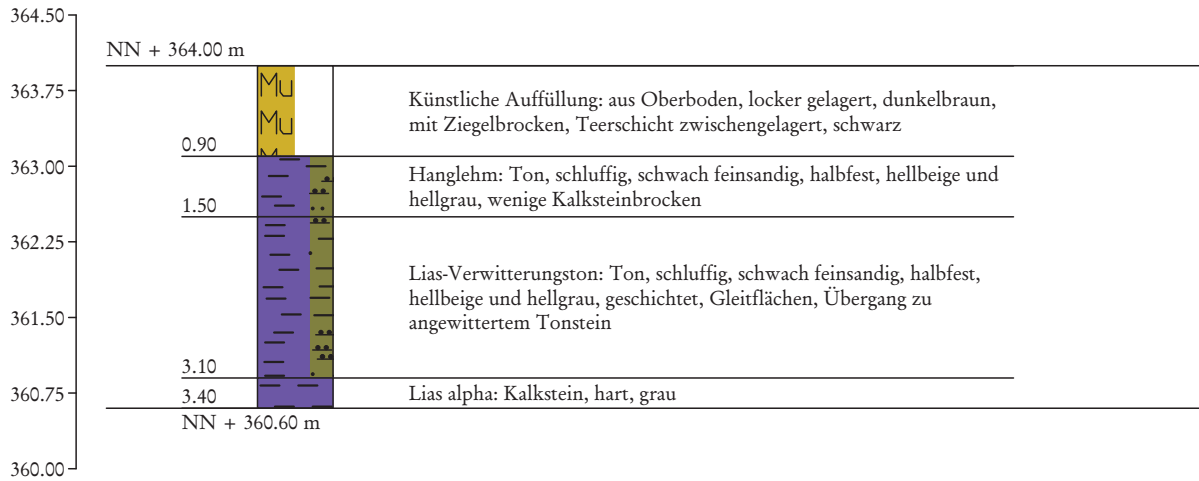 364.50
NN + 364.00 m
363.75
Mu
Mu
Künstliche Auffüllung: aus Oberboden, locker gelagert, dunkelbraun,
mit Ziegelbrocken, Teerschicht zwischengelagert, schwarz
0.90
363.00
Hanglehm: Ton, schluffig, schwach feinsandig, halbfest, hellbeige und
hellgrau, wenige Kalksteinbrocken
1.50
362.25
Lias-Verwitterungston: Ton, schluffig, schwach feinsandig, halbfest,
hellbeige und hellgrau, geschichtet, Gleitflächen, Übergang zu
angewittertem Tonstein
361.50
3.10
360.75
3.40
Lias alpha: Kalkstein, hart, grau
NN + 360.60 m
360.00